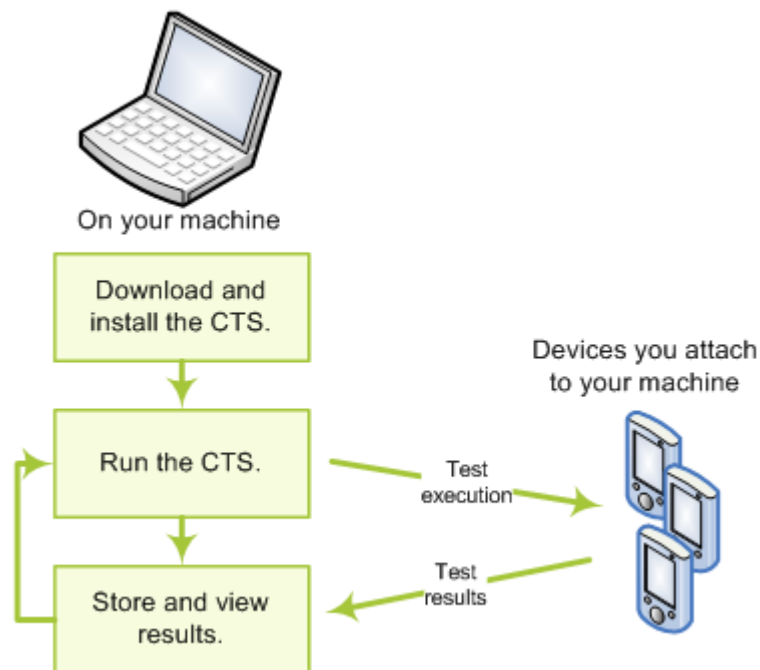 On your machine
Download and
install the CTS.
Devices you attach
to your machine
Run the CTS.
Test
execution
Test
results
Store and view
results.